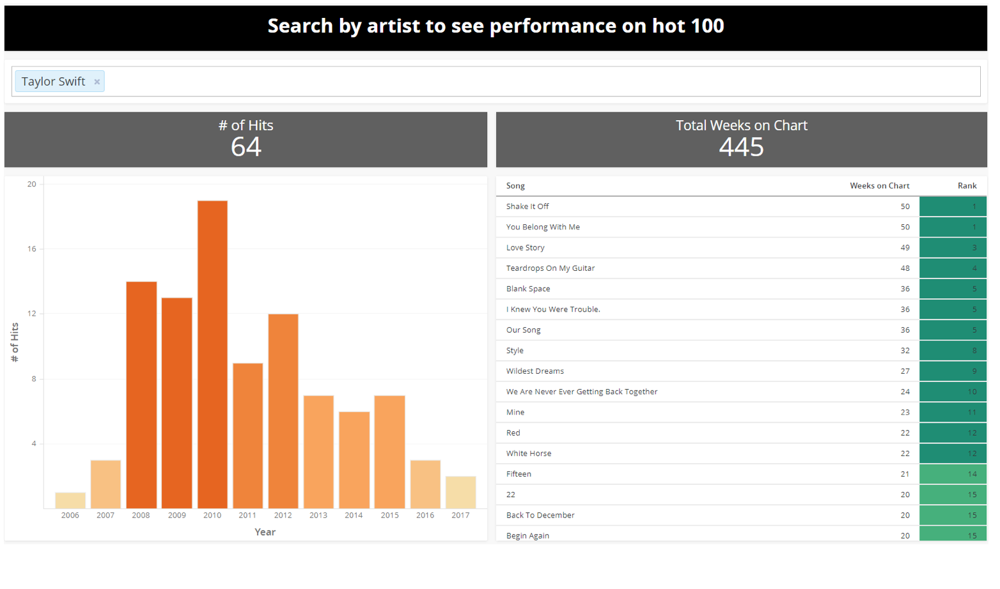 Search by artist to see performance on hot 100
Taylor Swift ×
# of Hits
64
Total Weeks on Chart
445
20
16
12
8
4
# of Hits
2006 2007 2008 2009 2010 2011 2012 2013 2014 2015 2016 2017
Year
Song Weeks on Chart Rank
Shake It Off 50 1
You Belong With Me 50 1
Love Story 49 3
Teardrops On My Guitar 48 4
Blank Space 36 5
I Knew You Were Trouble. 36 5
Our Song 36 5
Style 32 8
Wildest Dreams 27 9
We Are Never Ever Getting Back Together 24 10
Mine 23 11
Red 22 12
White Horse 22 12
Fifteen 21 14
22 20 15
Back To December 20 15
Begin Again 20 15